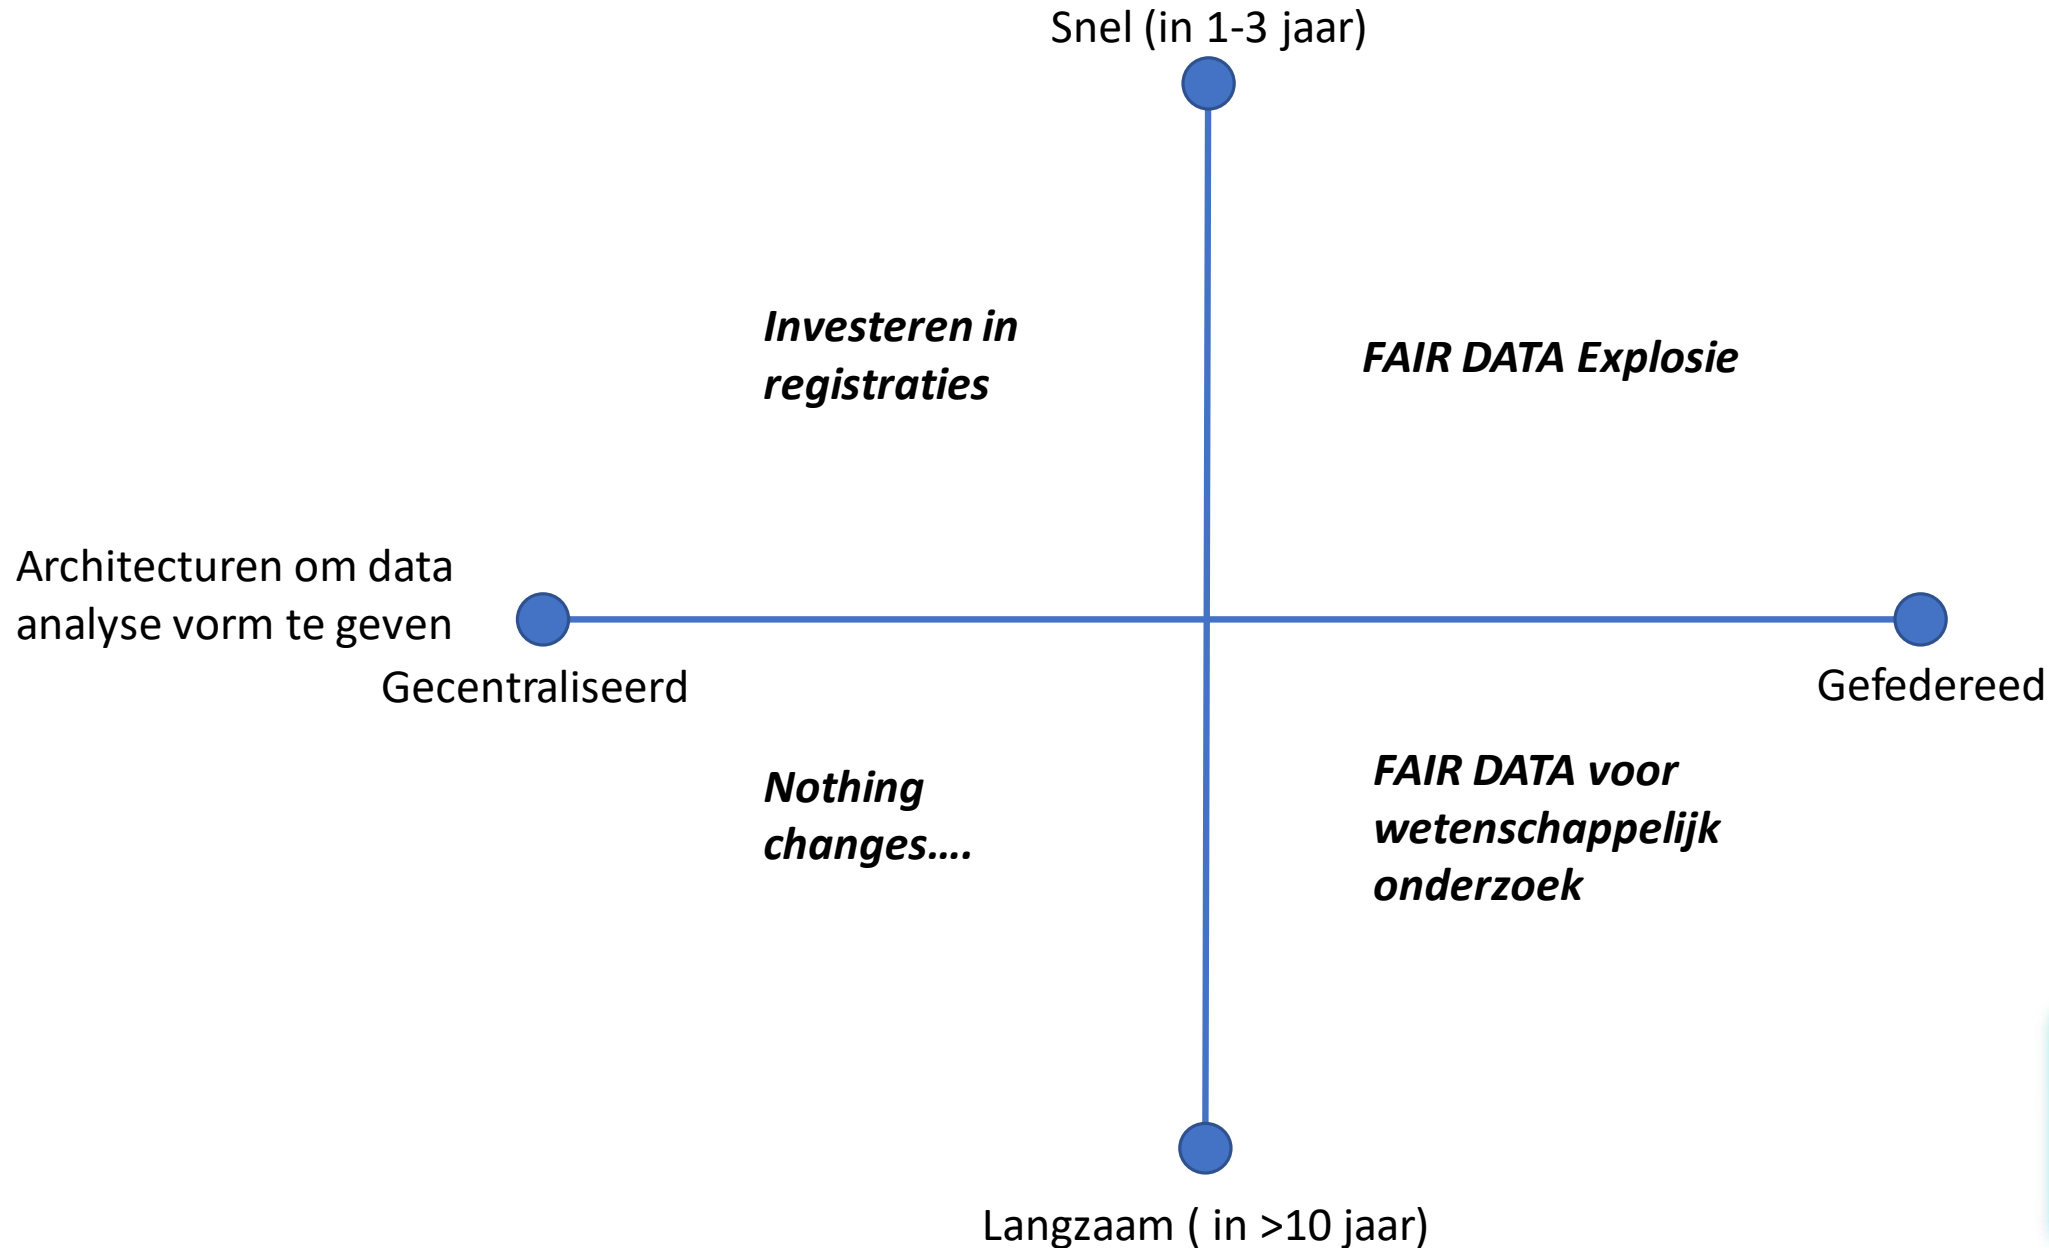 Snel (in 1-3 jaar)
Investeren in
registraties
FAIR DATA Explosie
Architecturen om data
analyse vorm te geven
Gecentraliseerd
Gefedereed
Nothing
changes....
FAIR DATA voor
wetenschappelijk
onderzoek
Langzaam ( in >10 jaar)